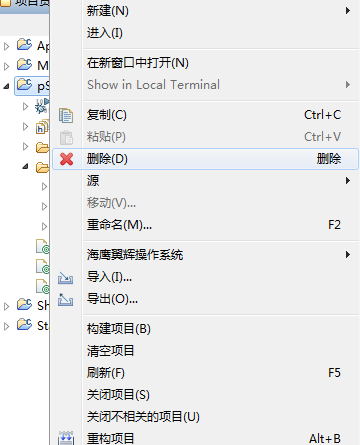 项目资
新建(N)
进入(I)
在新窗口中打开(N)
Show in Local Terminal
复制(C) Ctrl+C
粘贴(P) Ctrl+V
删除(D) 删除
源
移动(V)...
重命名(M)... F2
海鹰翼辉操作系统
导入(I)...
导出(O)...
构建项目(B)
清空项目
刷新(F) F5
关闭项目(S)
关闭不相关的项目(U)
重构项目 Alt+B
Ap
M
pS
Sh
Sta